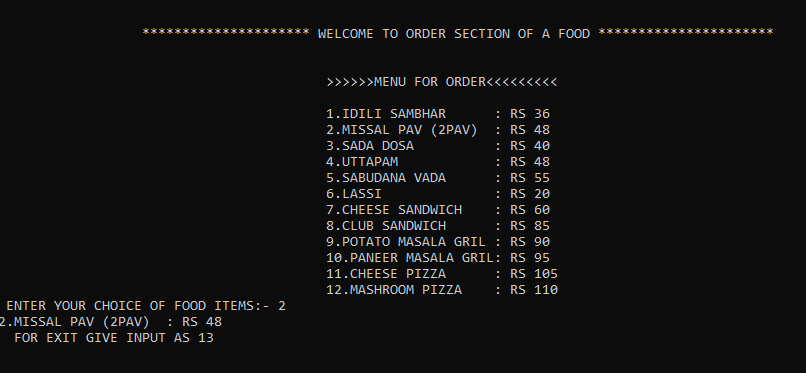 ********************* WELCOME TO ORDER SECTION OF A FOOD **********************
>>>>>>MENU FOR ORDER<<<<<<<<<
1.IDILI SAMBHAR      : RS 36
2.MISSAL PAV (2PAV)  : RS 48
3.SADA DOSA          : RS 40
4.UTTAPAM            : RS 48
5.SABUDANA VADA      : RS 55
6.LASSI              : RS 20
7.CHEESE SANDWICH    : RS 60
8.CLUB SANDWICH      : RS 85
9.POTATO MASALA GRIL : RS 90
10.PANEER MASALA GRIL: RS 95
11.CHEESE PIZZA      : RS 105
12.MASHROOM PIZZA    : RS 110
ENTER YOUR CHOICE OF FOOD ITEMS:- 2
2.MISSAL PAV (2PAV)  : RS 48
FOR EXIT GIVE INPUT AS 13